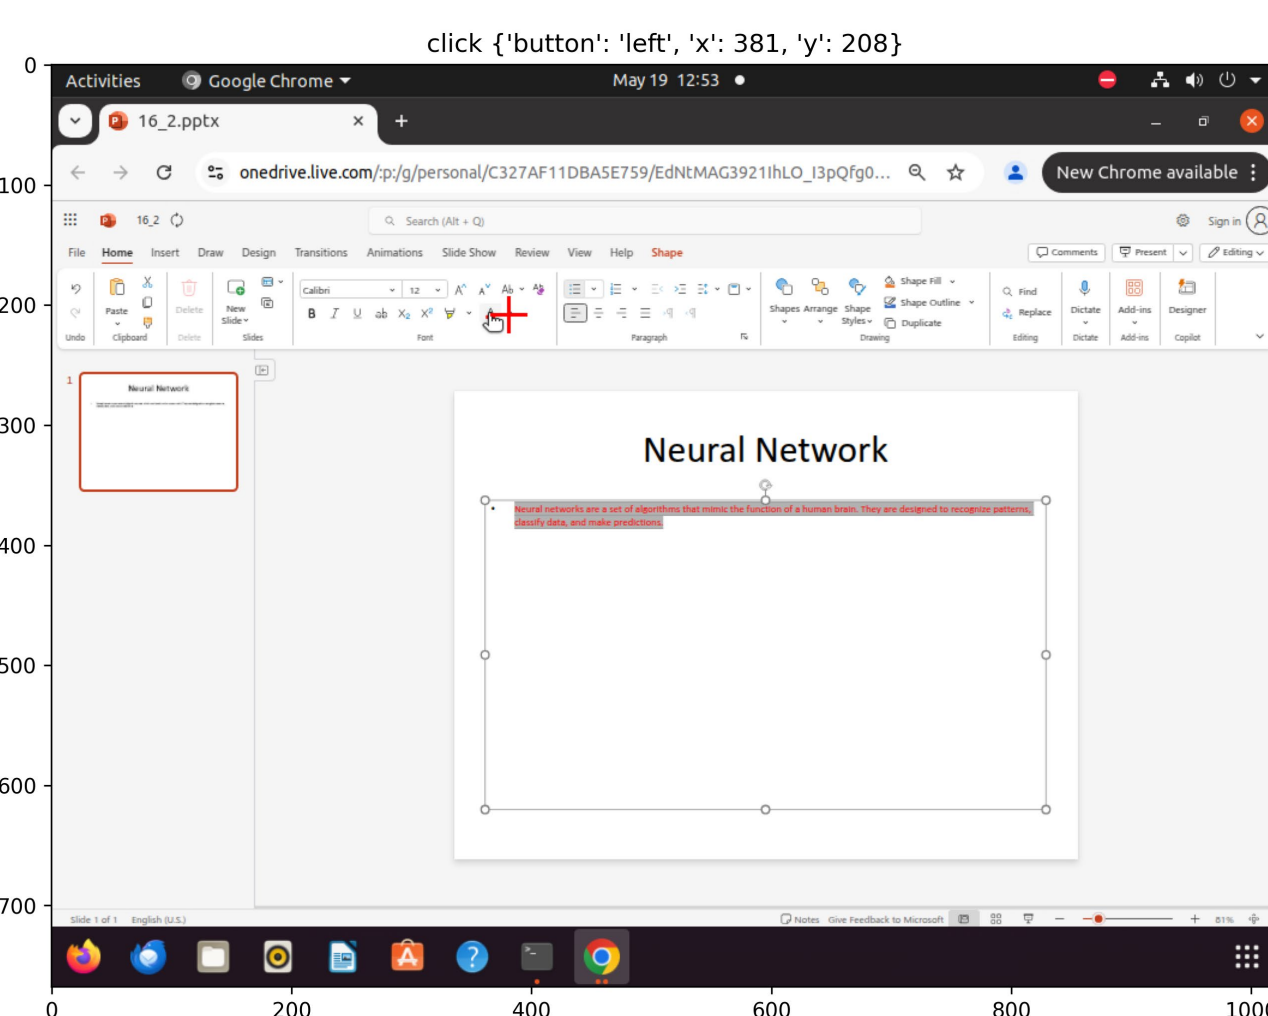 click {'button': 'left', 'x': 381, 'y': 208}
0
Activities
Google Chrome
May 19 12:53
16_2.pptx
onedrive.live.com/:p:/g/personal/C327AF11DBA5E759/EdNtMAG3921IhLO_I3pQfg0...
New Chrome available
100
16_2
Search (Alt + Q)
Sign in
File Home Insert Draw Design Transitions Animations Slide Show Review View Help Shape
Comments Present Editing
Calibri 12
Paste Delete New Slide
Shapes Arrange Shape Styles
Shape Fill
Shape Outline
Duplicate
Find
Replace
Dictate Add-ins Designer
200
Undo Clipboard Delete Slides Font Paragraph Drawing Editing Dictate Add-ins Copilot
1
Neural Network
300
Neural Network
400
• Neural networks are a set of algorithms that mimic the function of a human brain. They are designed to recognize patterns,
classify data, and make predictions.
500
600
700
Slide 1 of 1 English (U.S.)
Notes Give Feedback to Microsoft 81%
0 200 400 600 800 1000